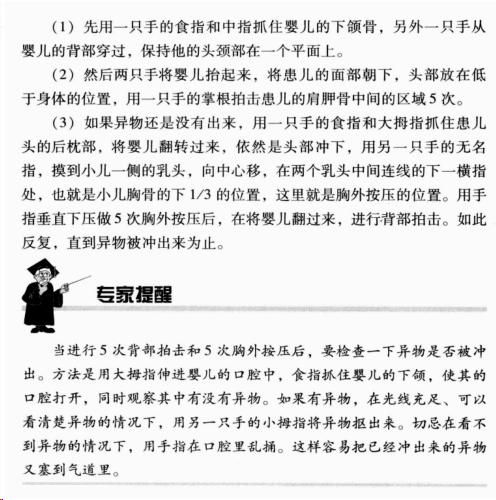 （1）先用一只手的食指和中指抓住婴儿的下颌骨，另外一只手从
婴儿的背部穿过，保持他的头颈部在一个平面上。
（2）然后两只手将婴儿抬起来，将患儿的面部朝下，头部放在低
于身体的位置，用一只手的掌根拍击患儿的肩胛骨中间的区域 5 次。
（3）如果异物还是没有出来，用一只手的食指和大拇指抓住患儿
头的后枕部，将婴儿翻转过来，依然是头部冲下，用另一只手的无名
指，摸到小儿一侧的乳头，向中心移，在两个乳头中间连线的下一横指
处，也就是小儿胸骨的下 1/3 的位置，这里就是胸外按压的位置。用手
指垂直下压做 5 次胸外按压后，在将婴儿翻过来，进行背部拍击。如此
反复，直到异物被冲出来为止。
专家提醒
当进行 5 次背部拍击和 5 次胸外按压后，要检查一下异物是否被冲
出。方法是用大拇指伸进婴儿的口腔中，食指抓住婴儿的下颌，使其的
口腔打开，同时观察其中有没有异物。如果有异物，在光线充足、可以
看清楚异物的情况下，用另一只手的小拇指将异物抠出来。切忌在看不
到异物的情况下，用手指在口腔里乱捅。这样容易把已经冲出来的异物
又塞到气道里。